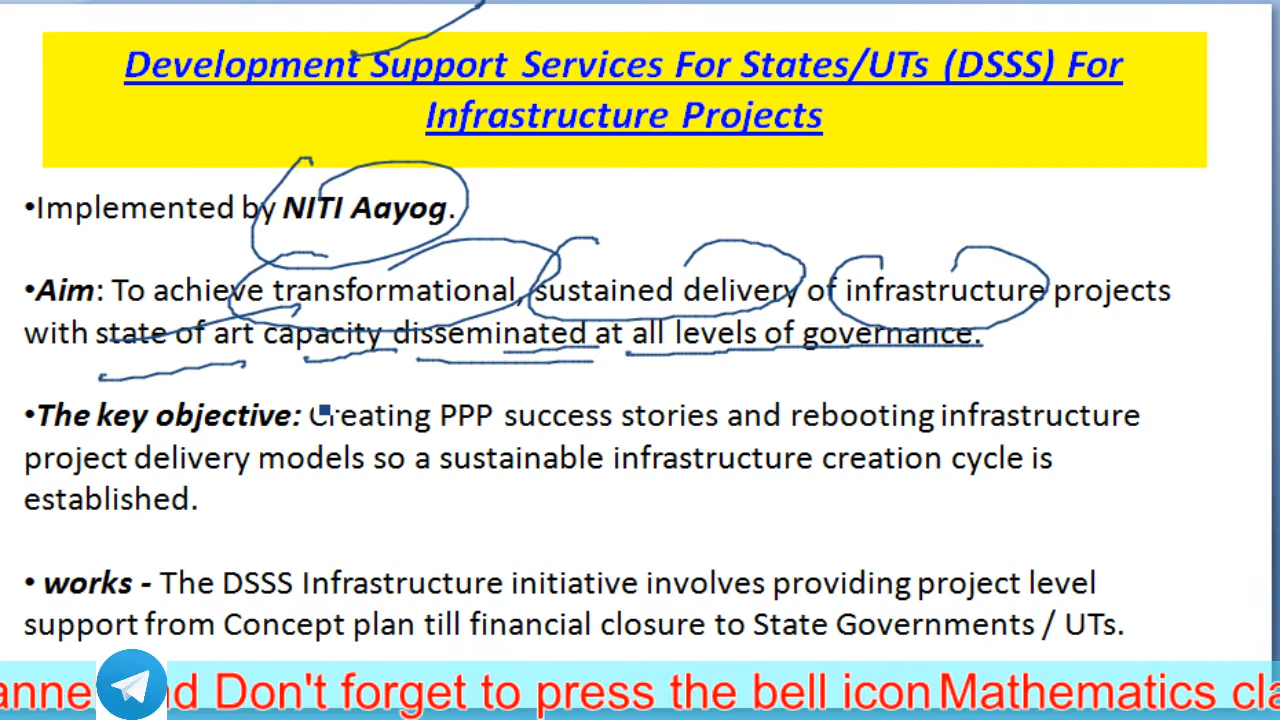 Development Support Services For States/UTs (DSSS) For
Infrastructure Projects
•Implemented by NITI Aayog.
•Aim: To achieve transformational, sustained delivery of infrastructure projects
with state of art capacity disseminated at all levels of governance.
•The key objective: Creating PPP success stories and rebooting infrastructure
project delivery models so a sustainable infrastructure creation cycle is
established.
• works - The DSSS Infrastructure initiative involves providing project level
support from Concept plan till financial closure to State Governments / UTs.
Don't forget to press the bell icon Mathematics